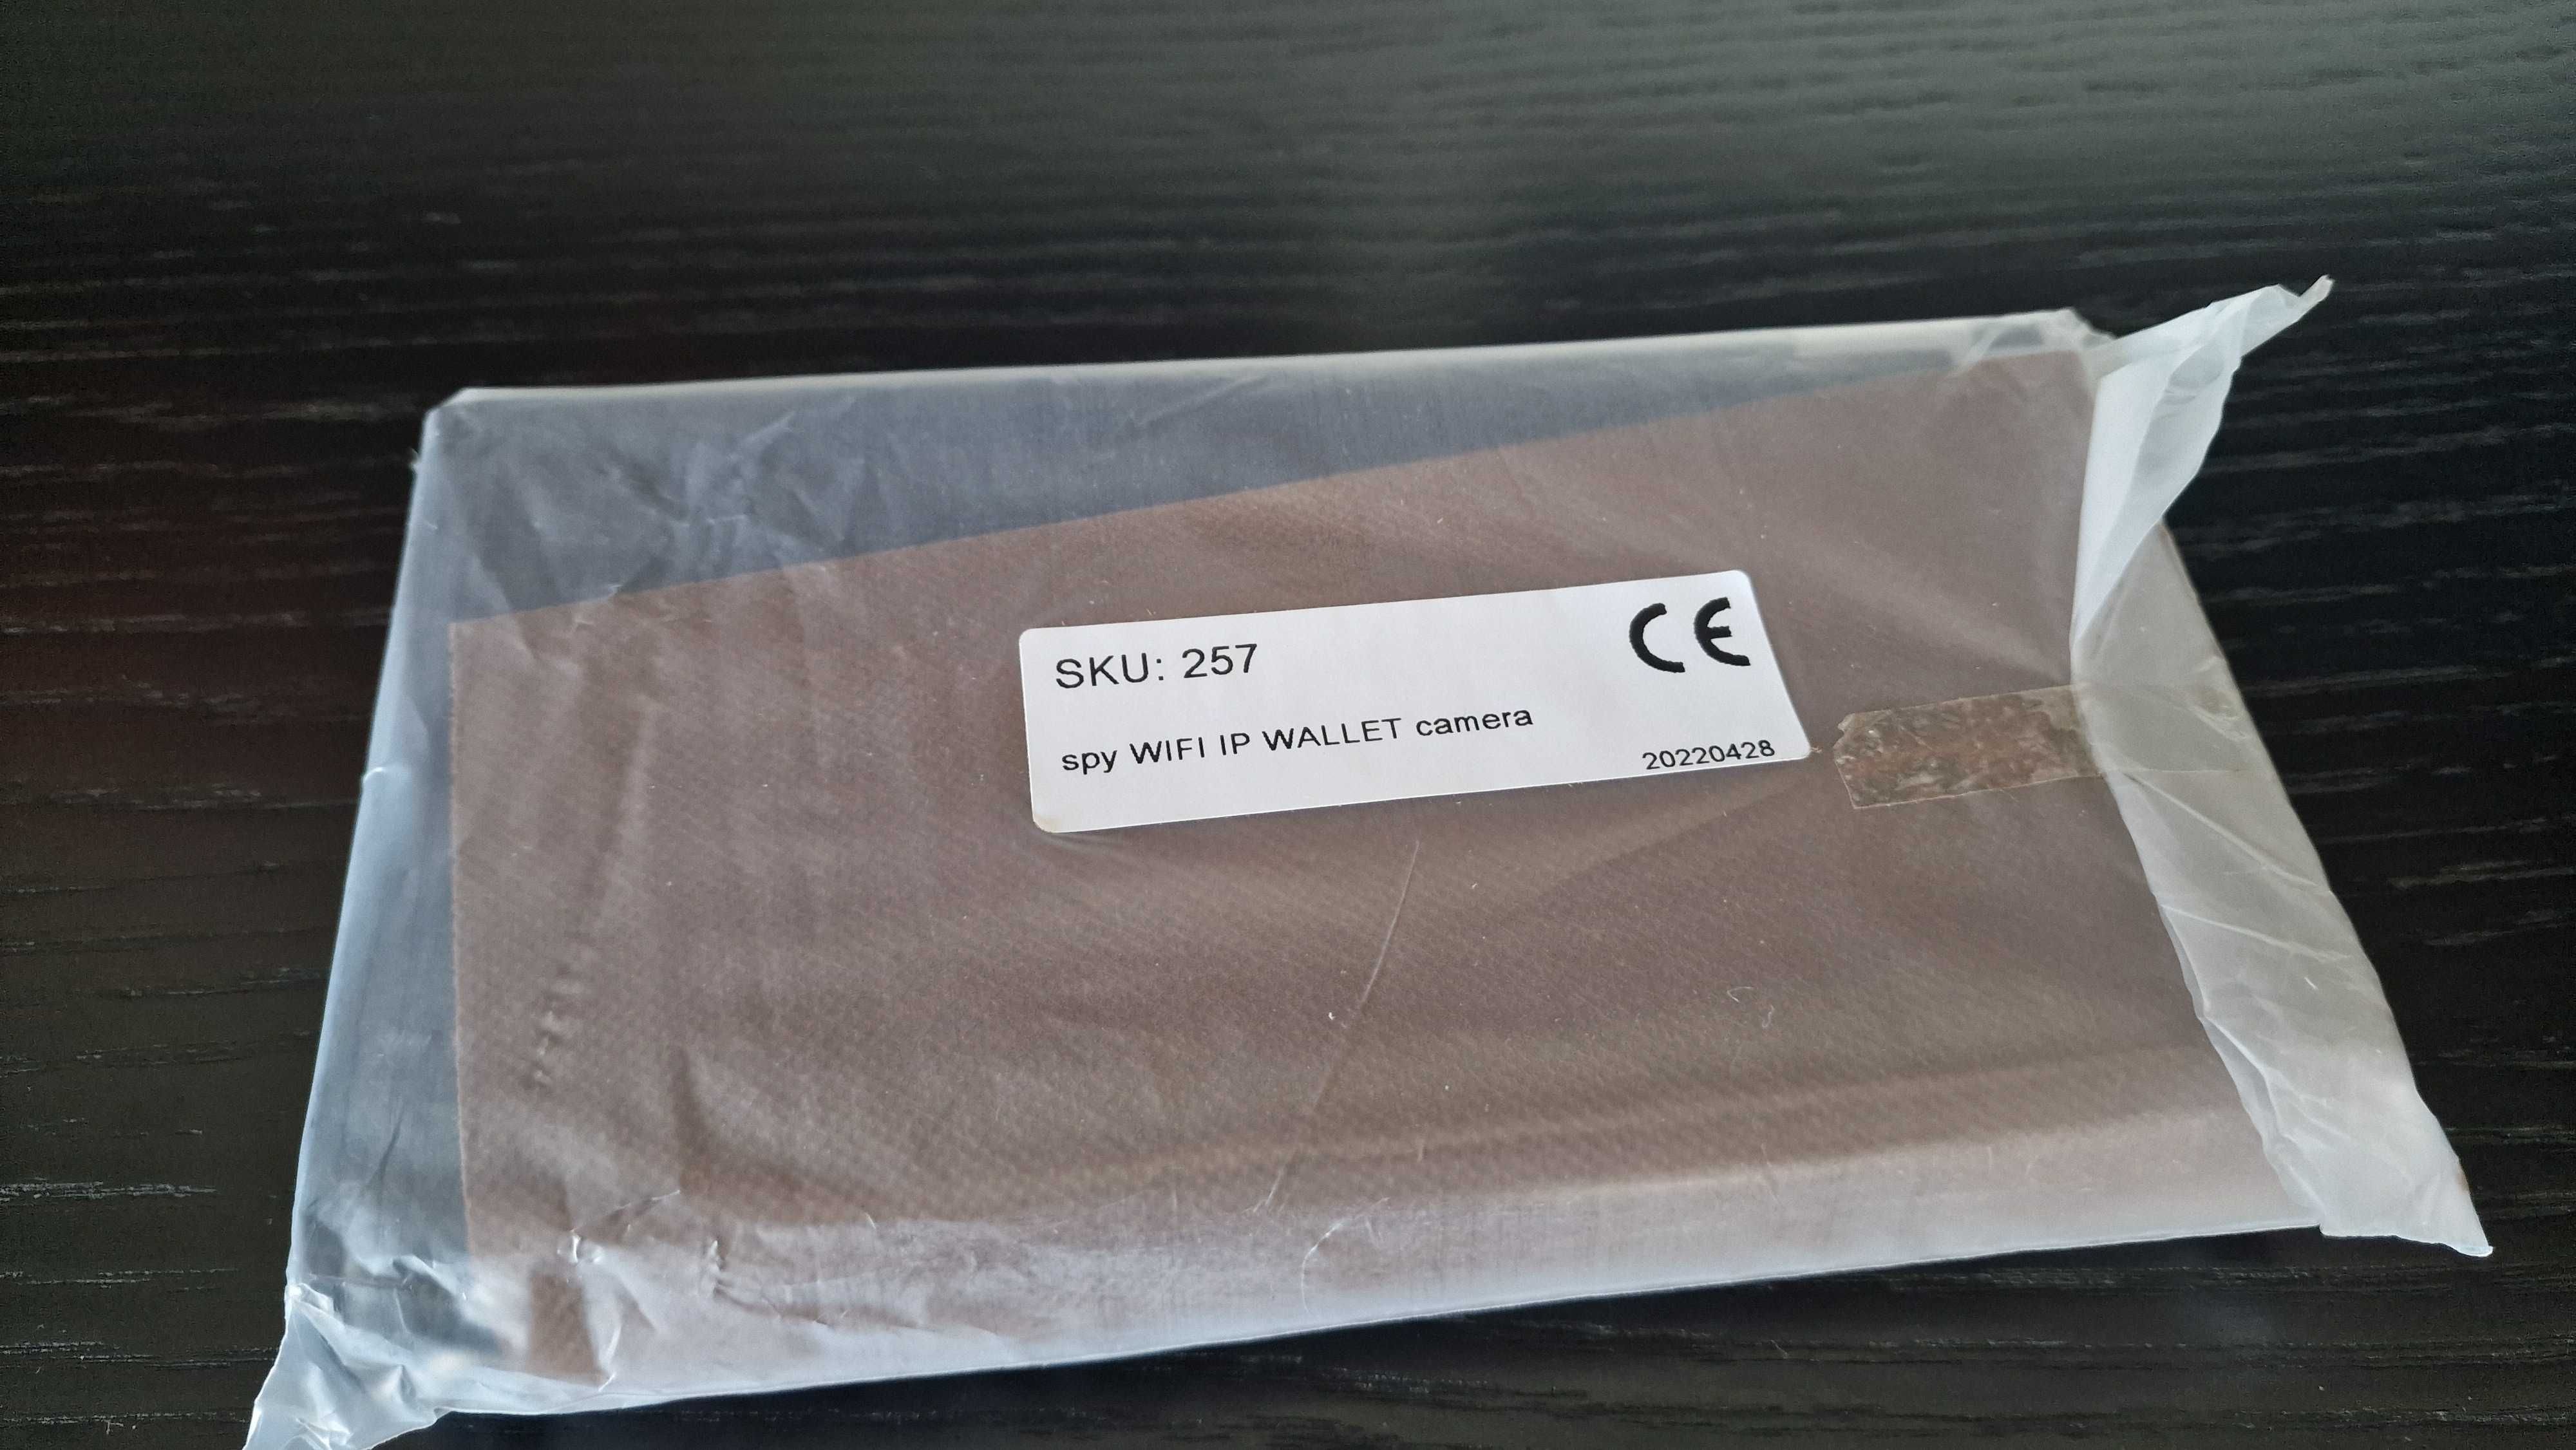 SKU: 257 CE
spy WIFI IP WALLET camera
20220428